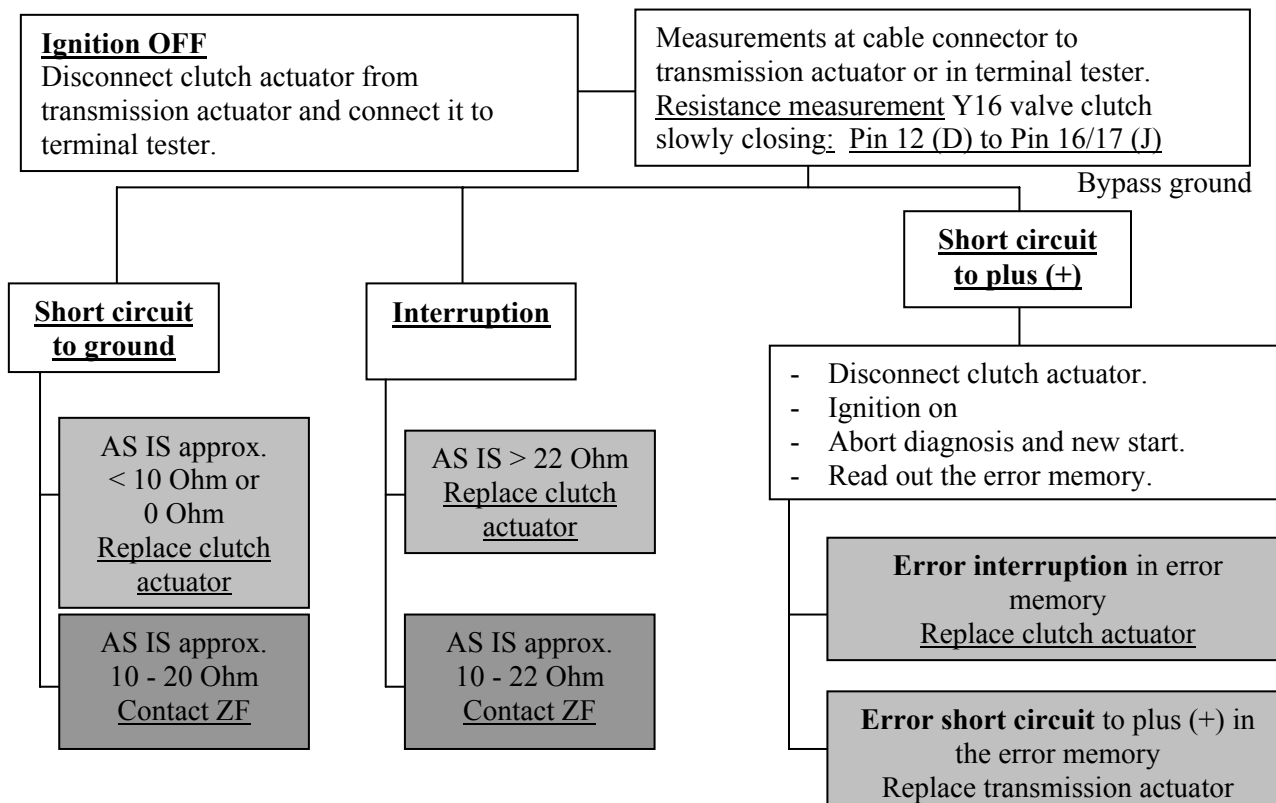 Ignition OFF
Disconnect clutch actuator from
transmission actuator and connect it to
terminal tester.
Measurements at cable connector to
transmission actuator or in terminal tester.
Resistance measurement Y16 valve clutch
slowly closing: Pin 12 (D) to Pin 16/17 (J)
Bypass ground
Short circuit
to ground
AS IS approx.
< 10 Ohm or
0 Ohm
Replace clutch
actuator
AS IS approx.
10 - 20 Ohm
Contact ZF
Interruption
AS IS > 22 Ohm
Replace clutch
actuator
AS IS approx.
10 - 22 Ohm
Contact ZF
Short circuit
to plus (+)
- Disconnect clutch actuator.
- Ignition on
- Abort diagnosis and new start.
- Read out the error memory.
Error interruption in error
memory
Replace clutch actuator
Error short circuit to plus (+) in
the error memory
Replace transmission actuator